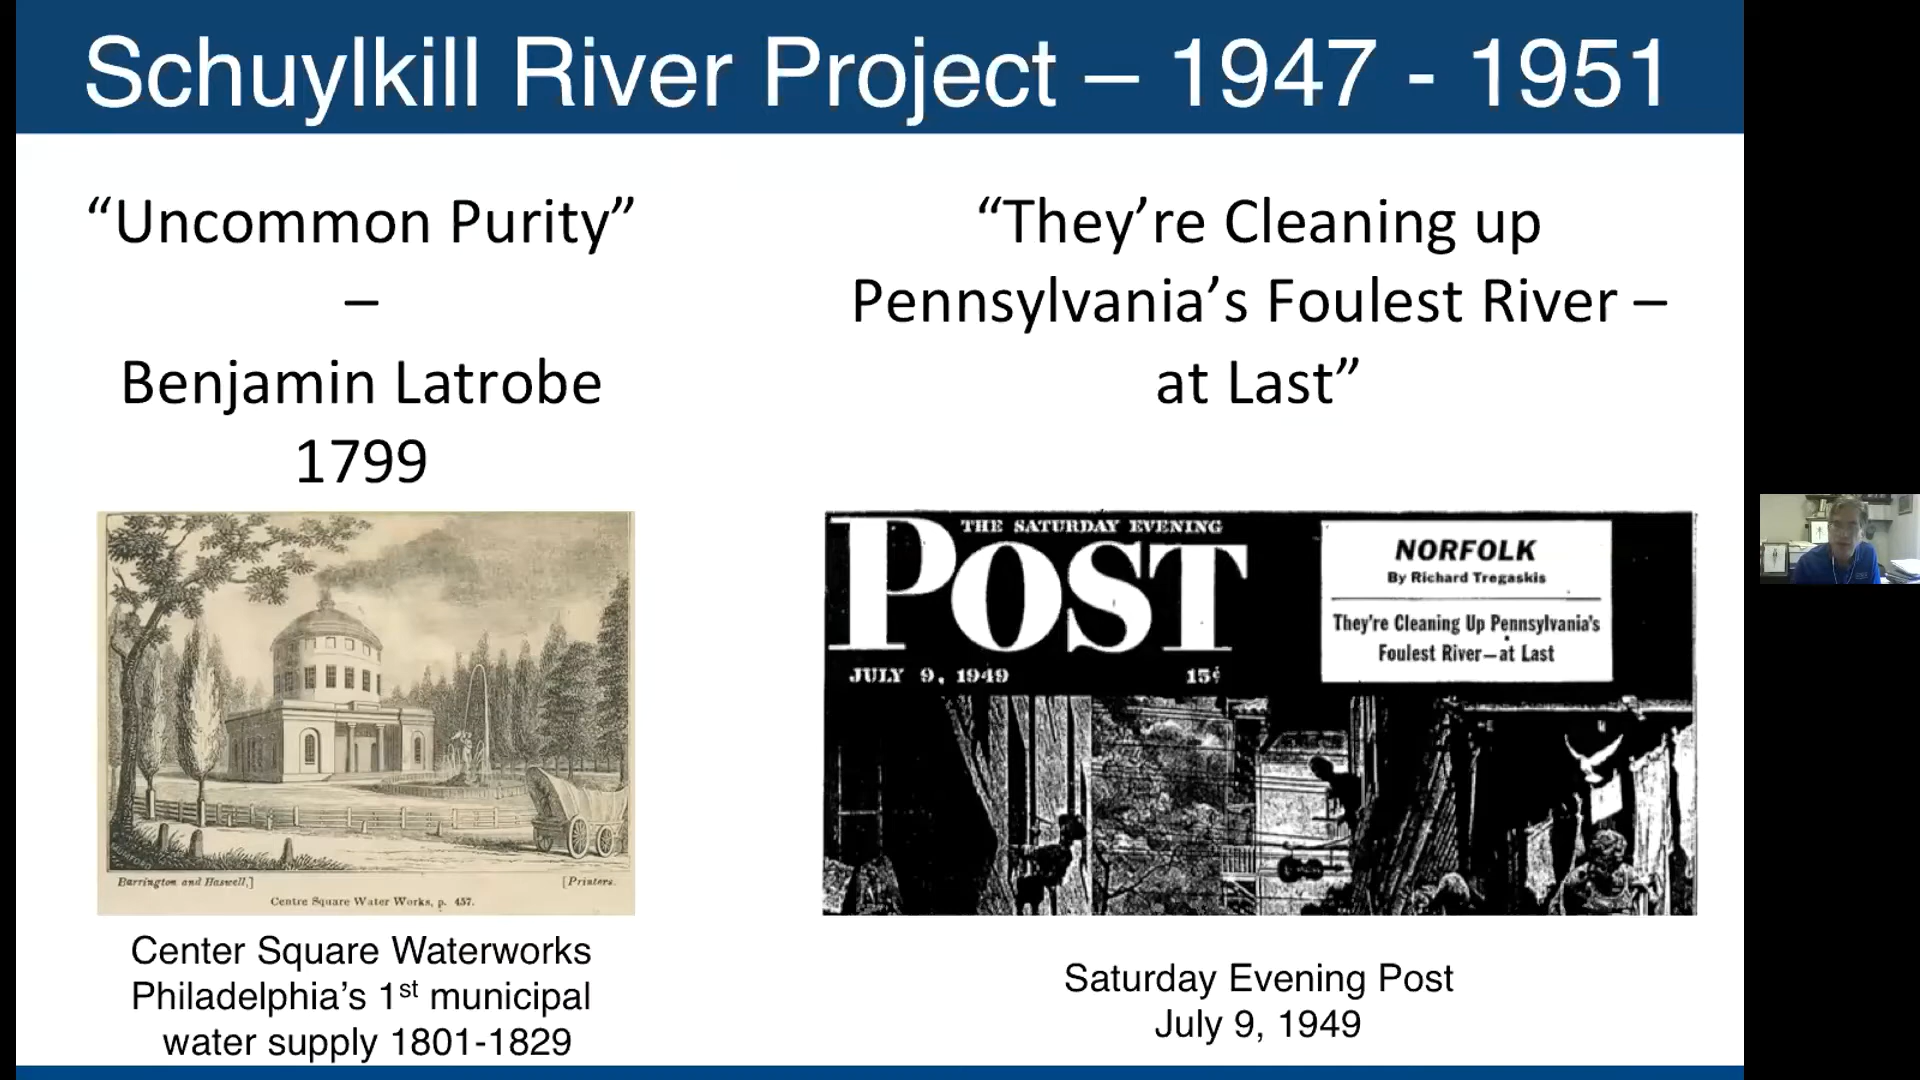 Schuylkill River Project – 1947 - 1951
“Uncommon Purity”
–
Benjamin Latrobe
1799
“They’re Cleaning up
Pennsylvania’s Foulest River –
at Last”
Barrington and Haswell,]
[Printers.
Centre Square Water Works, p. 457.
THE SATURDAY EVENING
POST
JULY 9, 1949
15¢
NORFOLK
By Richard Tregaskis
They're Cleaning Up Pennsylvania's
Foulest River—at Last
Center Square Waterworks
Philadelphia’s 1st municipal
water supply 1801-1829
Saturday Evening Post
July 9, 1949